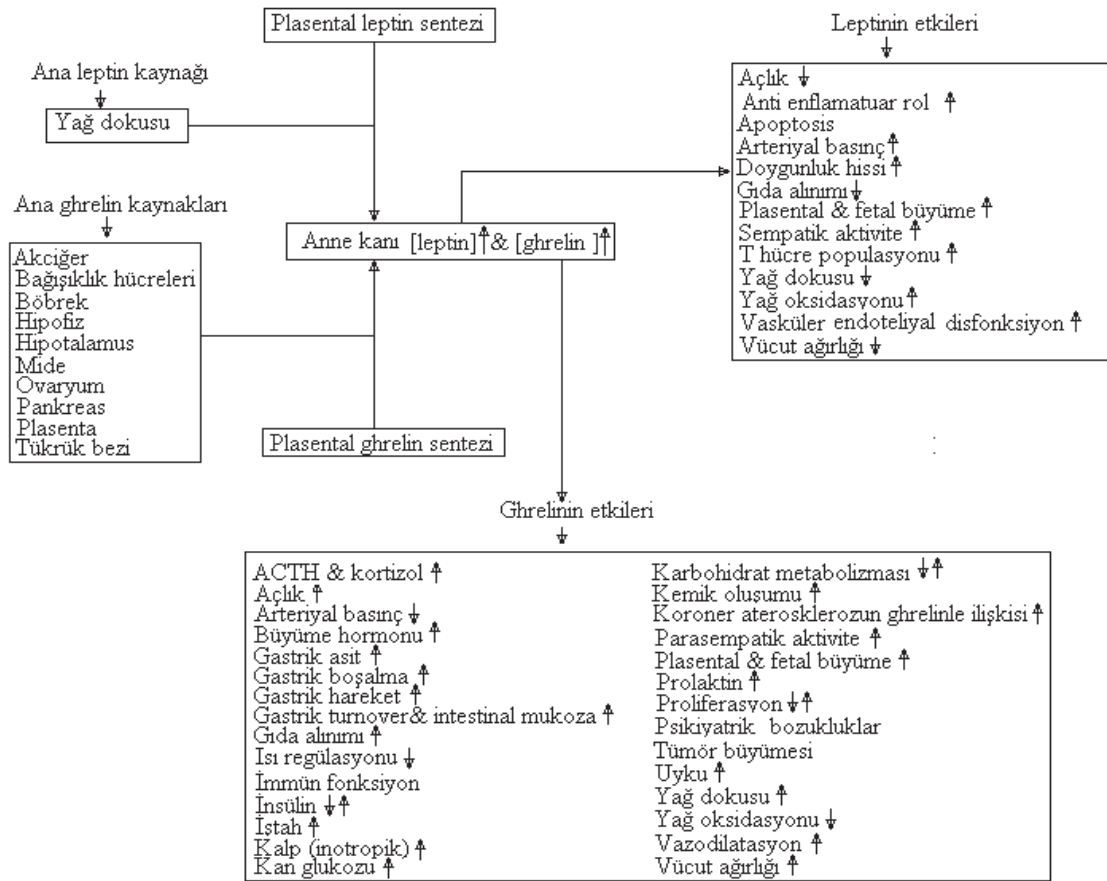 Plasental leptin sentezi
Ana leptin kaynağı
Yağ dokusu
Leptinin etkileri
Açlık ↓
Anti enflamatuar rol ↑
Apoptosis
Arteriyal basınç ↑
Doygunluk hissi ↑
Gıda alınımı ↓
Plasental & fetal büyüme ↑
Sempatik aktivite ↑
T hücre populasyonu ↑
Yağ dokusu ↓
Yağ oksidasyonu ↑
Vasküler endoteliyal disfonksiyon ↑
Vücut ağırlığı ↓
Ana ghrelin kaynakları
Akciğer
Bağışıklık hücreleri
Böbrek
Hipofiz
Hipotalamus
Mide
Ovaryum
Pankreas
Plasenta
Tükrük bezi
Anne kanı [leptin]↑ & [ghrelin ]↑
Plasental ghrelin sentezi
Ghrelinin etkileri
ACTH & kortizol ↑
Açlık ↑
Arteriyal basınç ↓
Büyüme hormonu ↑
Gastrik asit ↑
Gastrik boşalma ↑
Gastrik hareket ↑
Gastrik turnover& intestinal mukoza ↑
Gıda alınımı ↑
Isı regülasyonu ↓
İmmün fonksiyon
İnsülin ↓↑
İştah ↑
Kalp (inotropik) ↑
Kan glukozu ↑
Karbohidrat metabolizması ↓↑
Kemik oluşumu ↑
Koroner aterosklerozun ghrelinle ilişkisi ↑
Parasempatik aktivite ↑
Plasental & fetal büyüme ↑
Prolaktin ↑
Proliferasyon ↓↑
Psikiyatrik bozukluklar
Tümör büyümesi
Uyku ↑
Yağ dokusu ↑
Yağ oksidasyonu ↓
Vazodilatasyon ↑
Vücut ağırlığı ↑